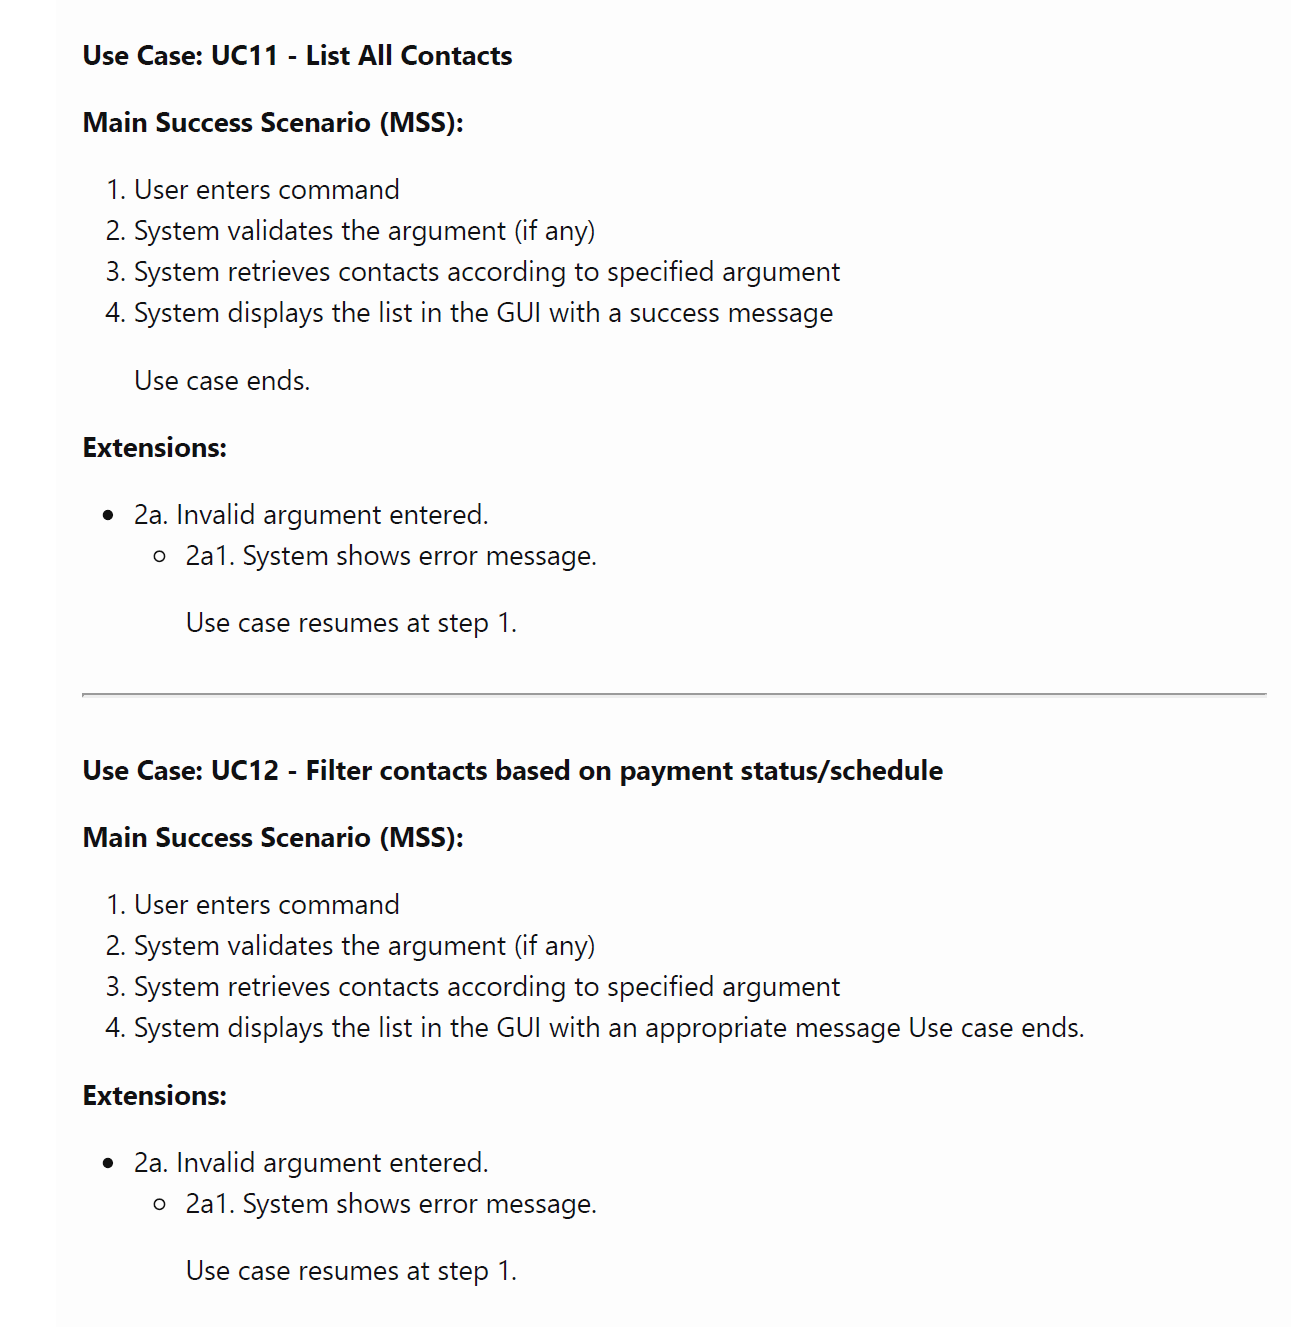 Use Case: UC11 - List All Contacts
Main Success Scenario (MSS):
1. User enters command
2. System validates the argument (if any)
3. System retrieves contacts according to specified argument
4. System displays the list in the GUI with a success message
Use case ends.
Extensions:
• 2a. Invalid argument entered.
○ 2a1. System shows error message.
Use case resumes at step 1.
Use Case: UC12 - Filter contacts based on payment status/schedule
Main Success Scenario (MSS):
1. User enters command
2. System validates the argument (if any)
3. System retrieves contacts according to specified argument
4. System displays the list in the GUI with an appropriate message Use case ends.
Extensions:
• 2a. Invalid argument entered.
○ 2a1. System shows error message.
Use case resumes at step 1.